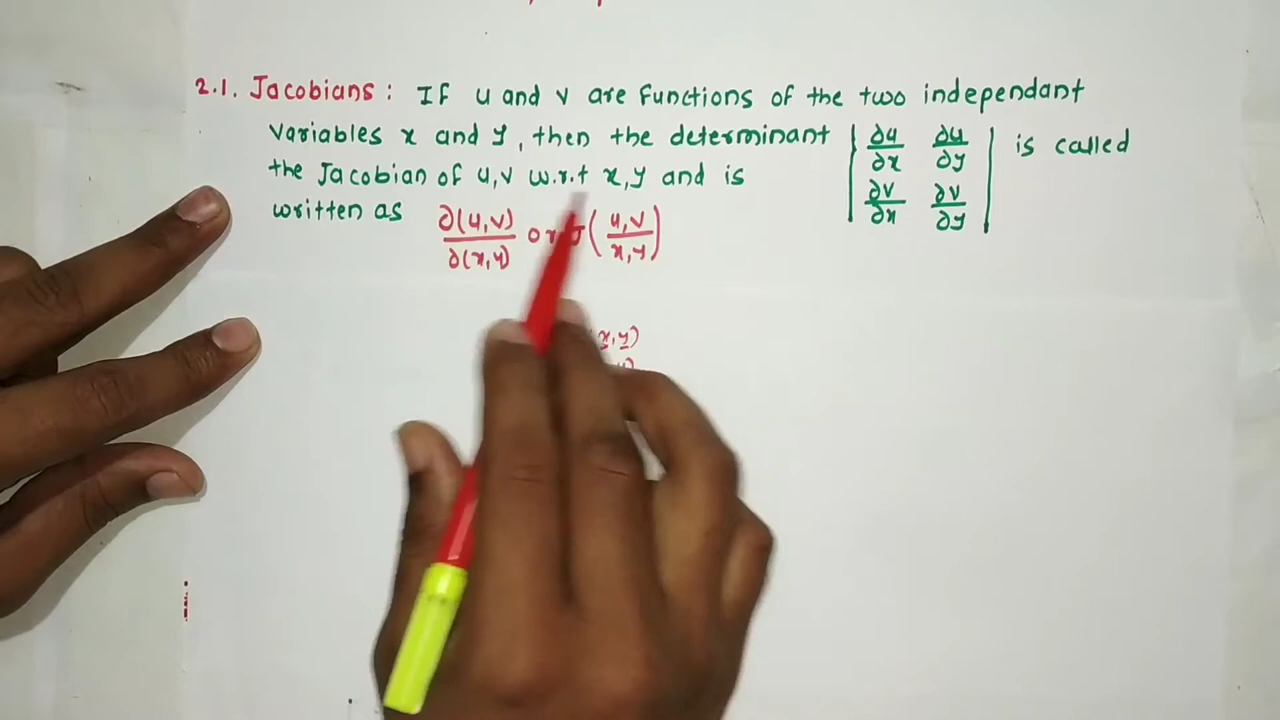 2.1. Jacobians: If u and v are functions of the two independant
variables x and y, then the determinant | ∂u/∂x ∂u/∂y | is called
| ∂v/∂x ∂v/∂y |
the Jacobian of u,v w.r.t x,y and is
written as ∂(u,v)/∂(x,y) or J(u,v/x,y)
x,y)